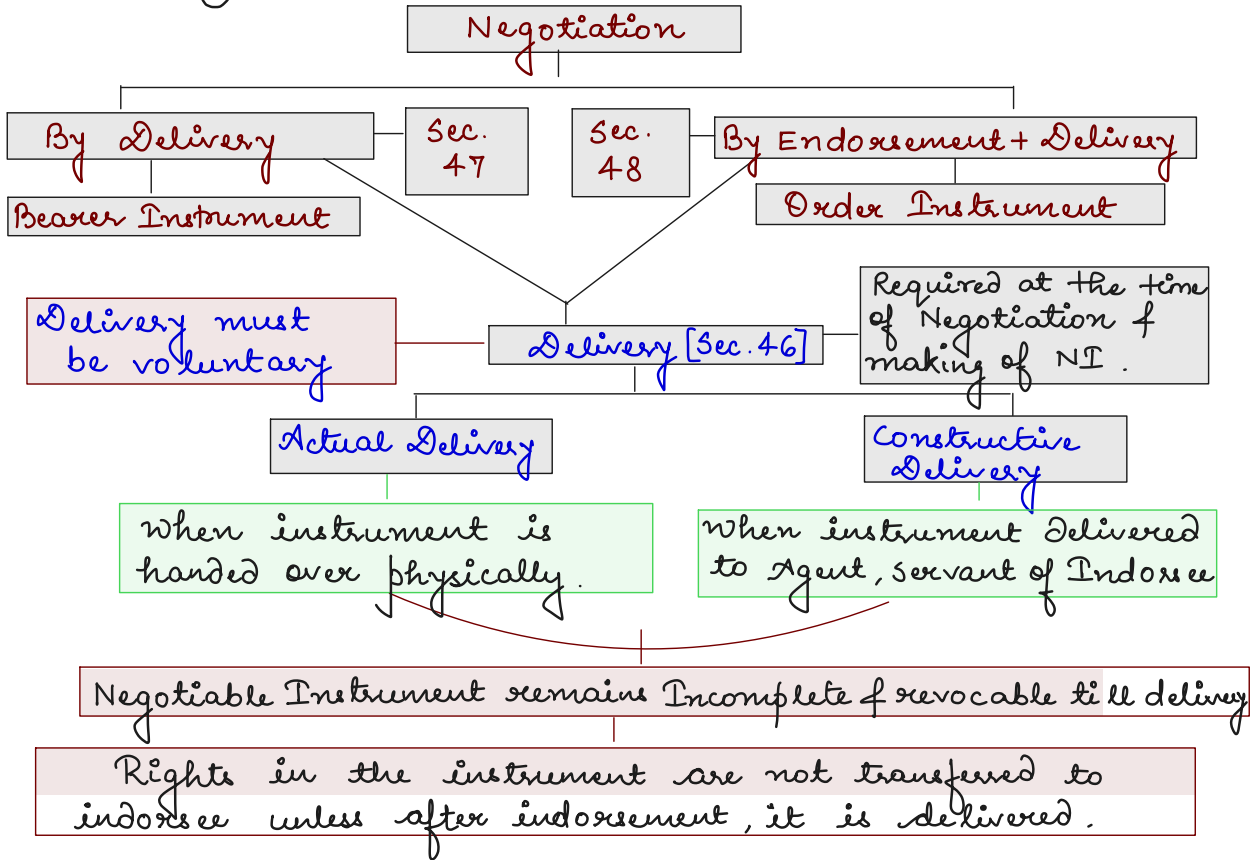 Negotiation
By Delivery
Sec.
47
Sec.
48
By Endorsement + Delivery
Bearer Instrument
Order Instrument
Delivery must
be voluntary
Delivery [Sec. 46]
Required at the time
of Negotiation &
making of NI.
Actual Delivery
Constructive
Delivery
When instrument is
handed over physically.
When instrument delivered
to Agent, servant of Indorsee
Negotiable Instrument remains Incomplete & revocable till delivery
Rights in the instrument are not transferred to
indorsee unless after indorsement, it is delivered.